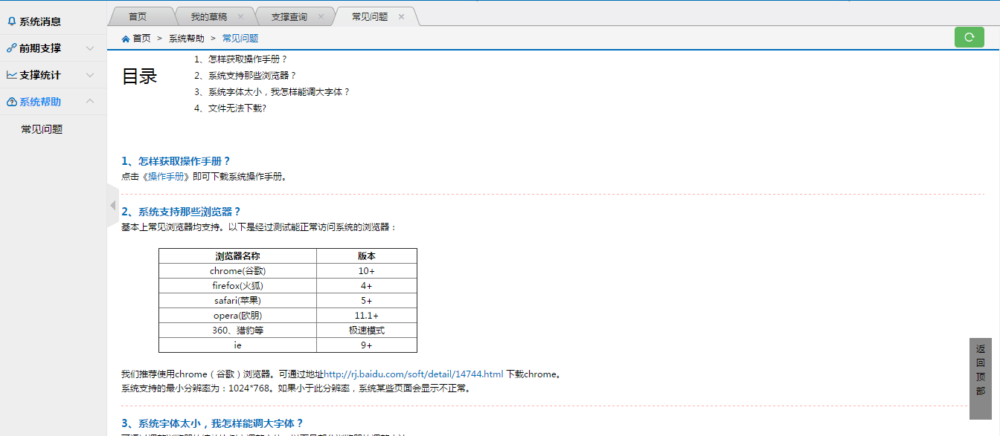 系统消息
前期支撑
支撑统计
系统帮助
常见问题
首页 我的草稿 支撑查询 常见问题
首页 > 系统帮助 > 常见问题
目录
1、怎样获取操作手册？
2、系统支持那些浏览器？
3、系统字体太小，我怎样能调大字体？
4、文件无法下载?
1、怎样获取操作手册？
点击《操作手册》即可下载系统操作手册。
2、系统支持那些浏览器？
基本上常见浏览器均支持。以下是经过测试能正常访问系统的浏览器：
浏览器名称 版本
chrome(谷歌) 10+
firefox(火狐) 4+
safari(苹果) 5+
opera(欧朋) 11.1+
360、猎豹等 极速模式
ie 9+
我们推荐使用chrome（谷歌）浏览器。可通过地址http://rj.baidu.com/soft/detail/14744.html 下载chrome。
系统支持的最小分辨率为：1024*768。如果小于此分辨率，系统某些页面会显示不正常。
3、系统字体太小，我怎样能调大字体？
返回顶部